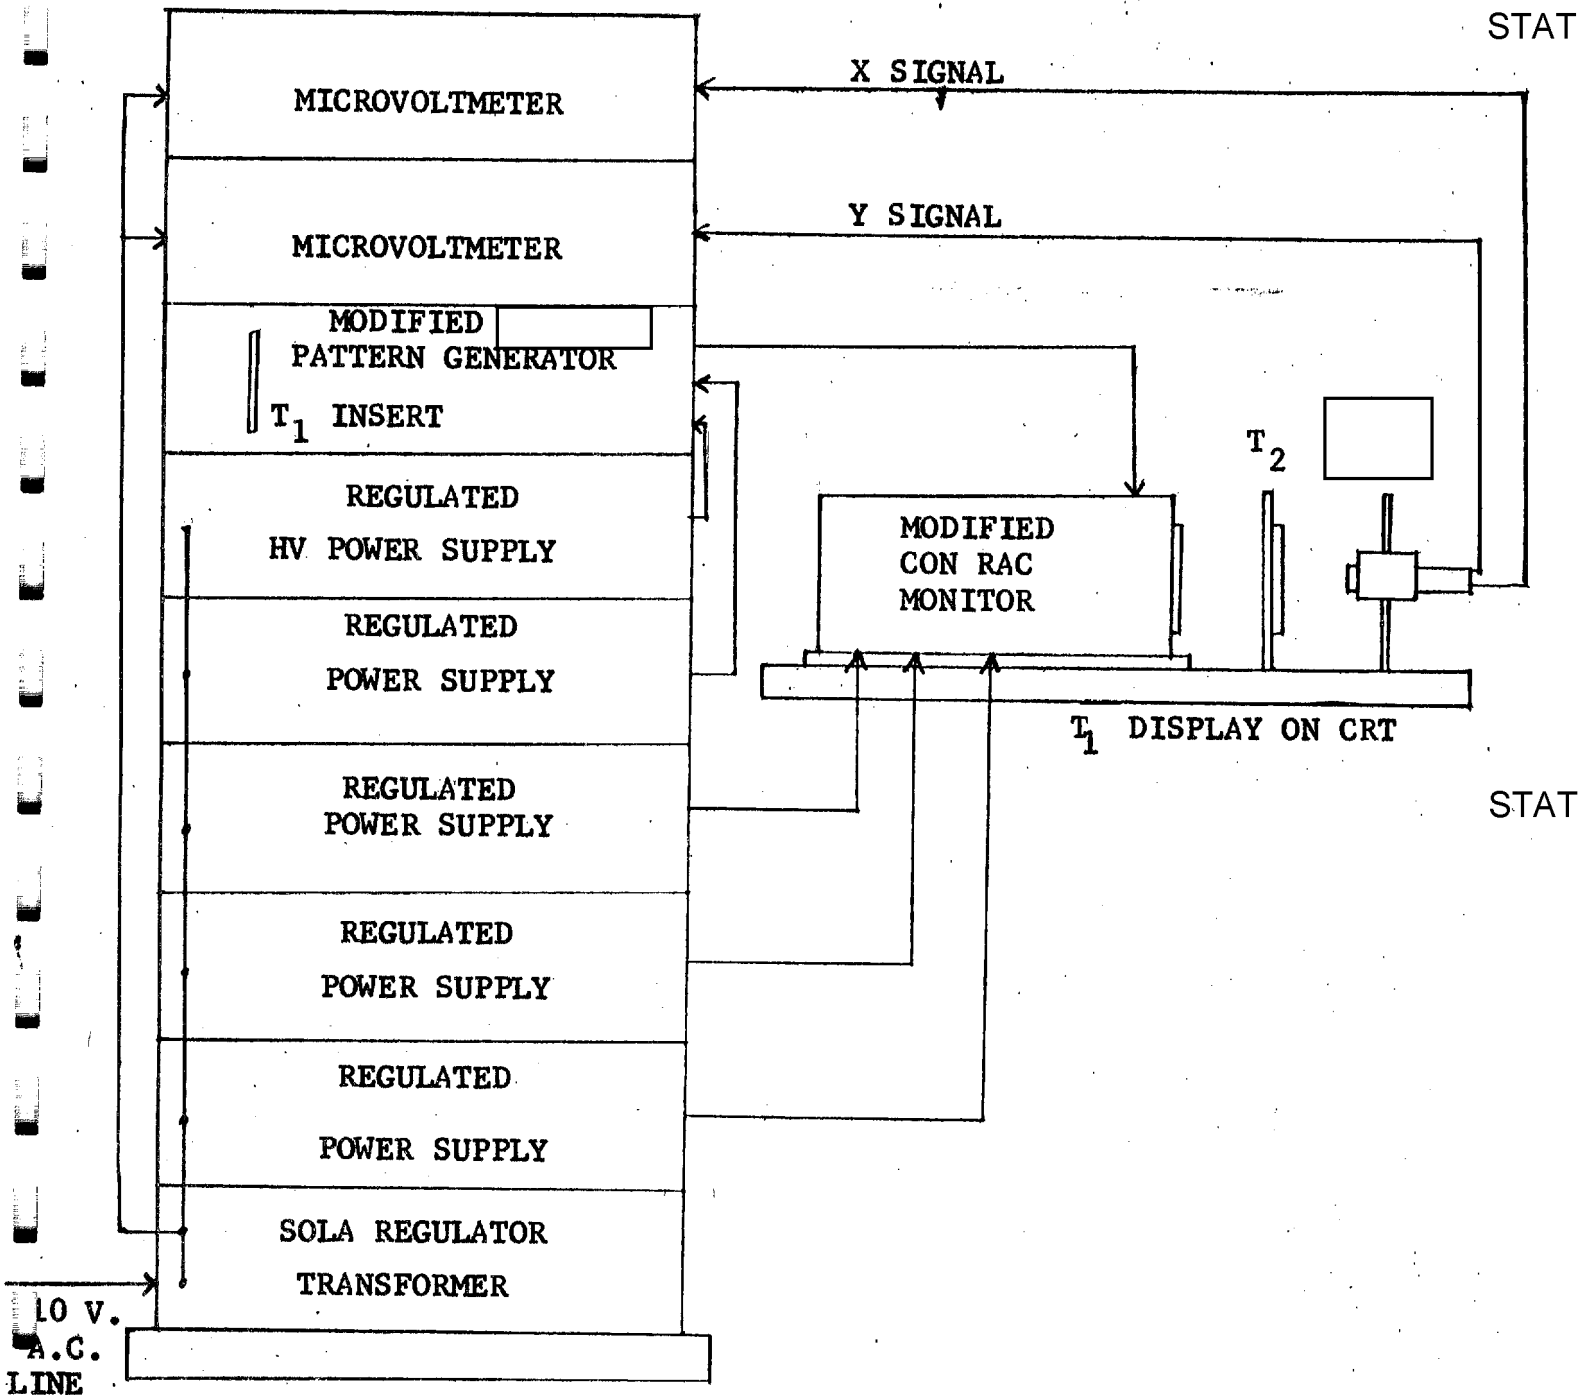 STAT
X SIGNAL
MICROVOLTMETER
Y SIGNAL
MICROVOLTMETER
MODIFIED
PATTERN GENERATOR
T1 INSERT
T2
REGULATED
HV POWER SUPPLY
MODIFIED
CON RAC
MONITOR
REGULATED
POWER SUPPLY
T1 DISPLAY ON CRT
REGULATED
POWER SUPPLY
STAT
REGULATED
POWER SUPPLY
REGULATED
POWER SUPPLY
SOLA REGULATOR
TRANSFORMER
10 V.
A.C.
LINE